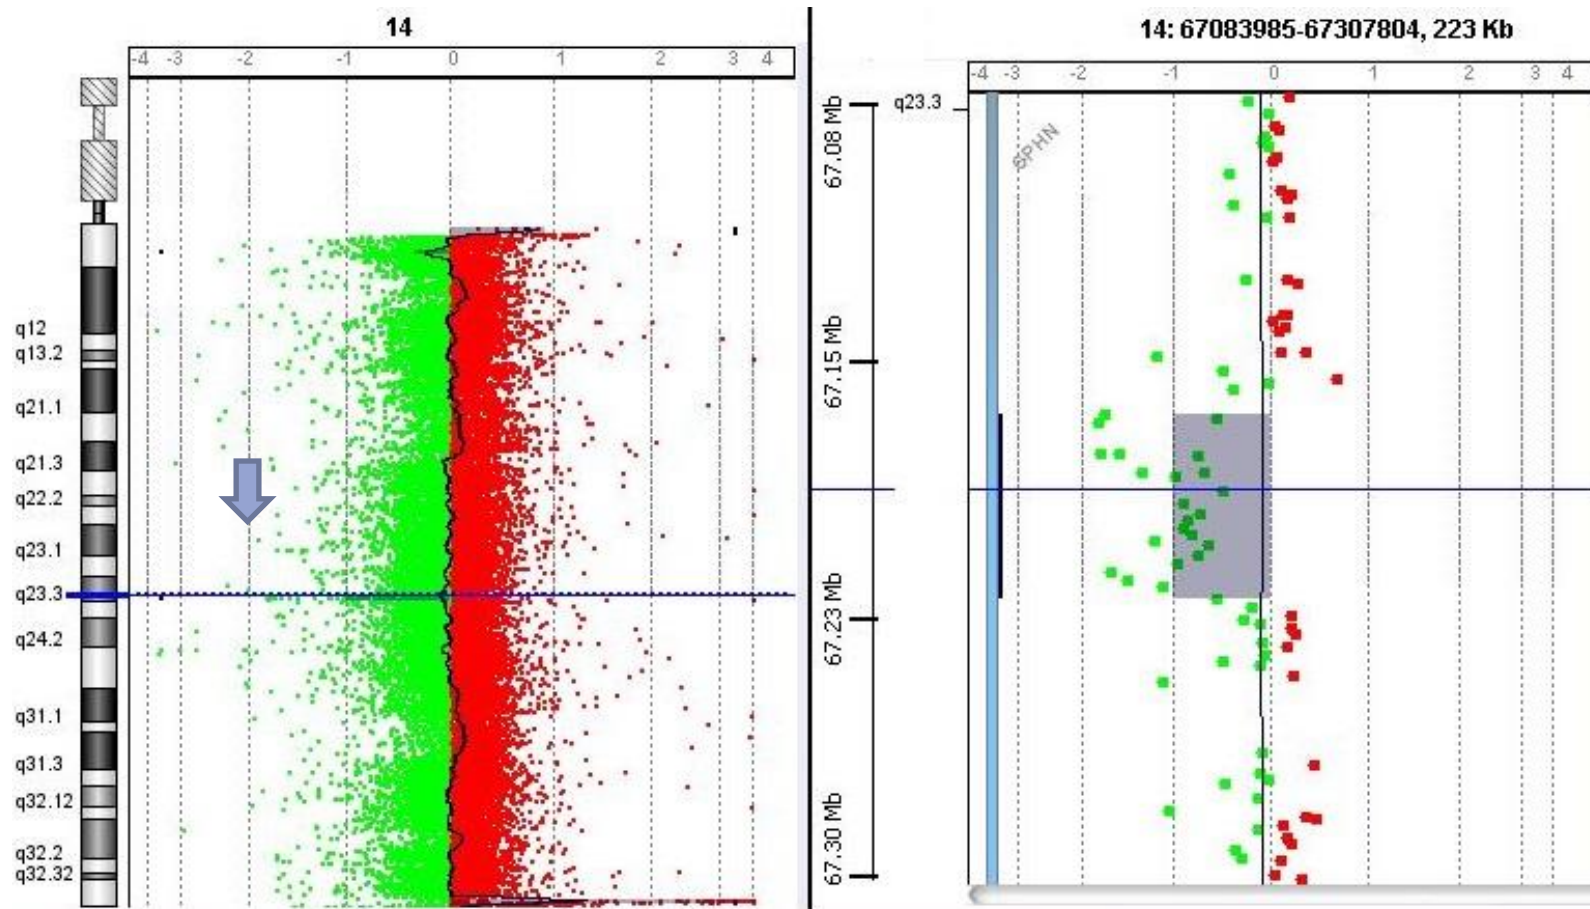 14
-4 -3 -2 -1 0 1 2 3 4
q12
q13.2
q21.1
q21.3
q22.2
q23.1
q23.3
q24.2
q31.1
q31.3
q32.12
q32.2
q32.32
14: 67083985-67307804, 223 Kb
-4 -3 -2 -1 0 1 2 3 4
q23.3
67.08 Mb
67.15 Mb
67.23 Mb
67.30 Mb
GPHN